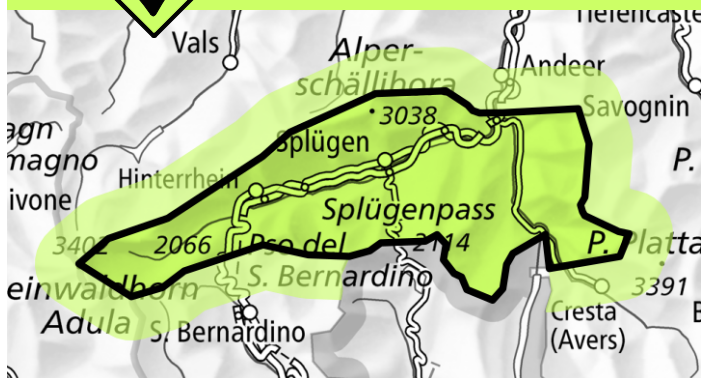 Tiefencaste
Vals
Alper-
schällihorn
Andeer
3038
Savognin
agn
magno
Splügen
P.
Hinterrhein
ivone
Splügenpass
3402
2066
Pso del
2114
P. Platta
S. Bernardino
einwaldhorn
3391
Adula
S. Bernardino
Cresta
(Avers)